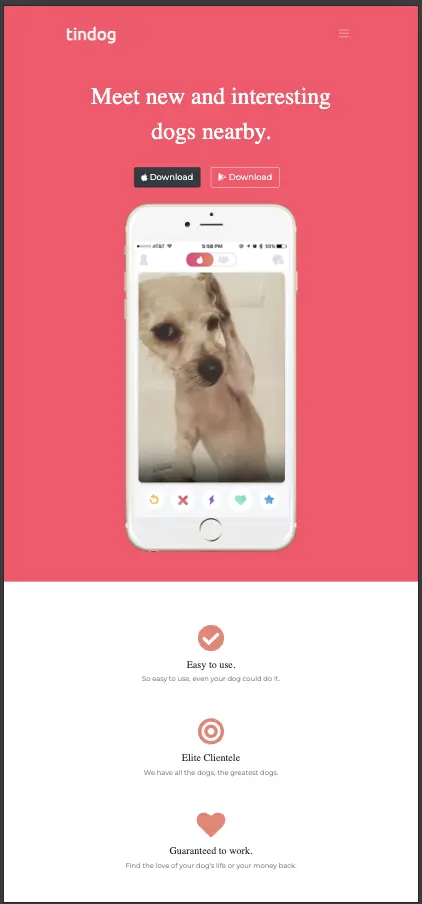 tindog
Meet new and interesting
dogs nearby.
Download Download
AT&T 5:58 PM 55%
Easy to use.
So easy to use, even your dog could do it.
Elite Clientele
We have all the dogs, the greatest dogs.
Guaranteed to work.
Find the love of your dog's life or your money back.